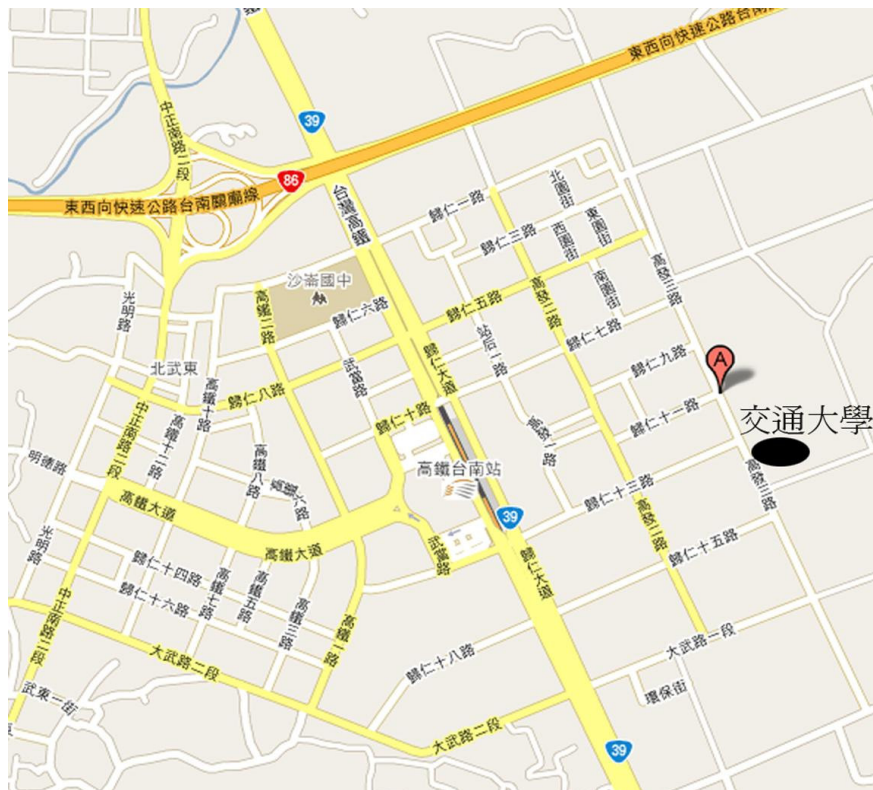 東西向快速公路台南
東西向快速公路台南關廟線
中正南路二段
39
86
台灣高鐵
歸仁一路
北園街
歸仁三路
西園街
東園街
南園街
高發三路
沙崙國中
光明路
高鐵二路
歸仁六路
歸仁五路
高發二路
站后一路
歸仁七路
歸仁大道
武當路
北武東
歸仁八路
高鐵十路
歸仁十路
歸仁九路
A
歸仁十一路
交通大學
中正南路二段
高鐵十二路
高鐵八路
高鐵六路
高發一路
明德路
高鐵台南站
高鐵大道
39
歸仁十三路
高發三路
高發二路
光明路
高鐵大道
武當路
歸仁大道
歸仁十五路
歸仁十四路
高鐵七路
高鐵五路
歸仁十六路
高鐵三路
高鐵一路
中正南路二段
大武路二段
歸仁十八路
大武路一段
武東一街
環保街
大武路二段
39